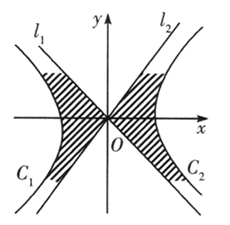 l₁ y l₂
x
O
C₁ C₂